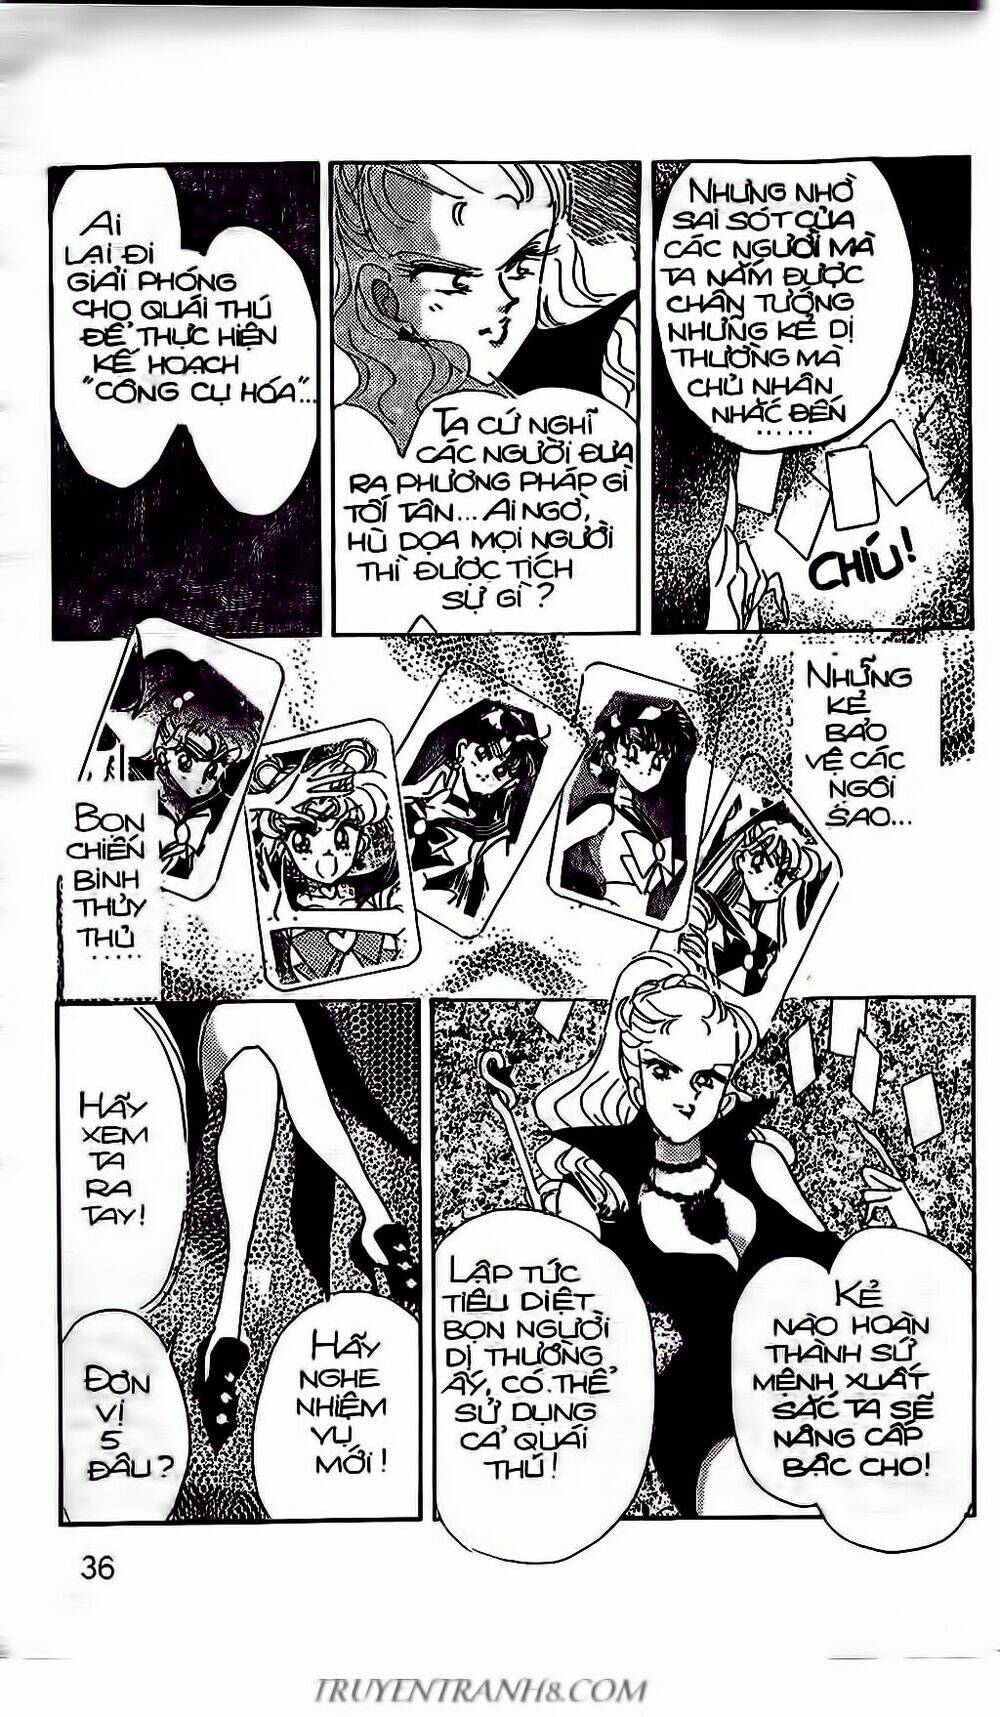 AI
LẠI ĐI
GIẢI PHÓNG
CHO QUÁI THÚ
ĐỂ THỰC HIỆN
KẾ HOẠCH
"CÔNG CỤ HÓA"...
TA CỨ NGHĨ
CÁC NGƯỜI ĐƯA
RA PHƯƠNG PHÁP GÌ
TỐI TÂN... AI NGỜ,
HÙ DỌA MỌI NGƯỜI
THÌ ĐƯỢC TÍCH
SỰ GÌ?
NHƯNG NHỜ
SAI SÓT CỦA
CÁC NGƯỜI MÀ
TA NẮM ĐƯỢC
CHÂN TƯỚNG
NHỮNG KẺ DỊ
THƯỜNG MÀ
CHỦ NHÂN
NHẮC ĐẾN
......
CHÍU!
BỌN
CHIẾN
BINH
THỦY
THỦ
.....
NHỮNG
KẺ
BẢO
VỆ CÁC
NGÔI
SAO...
HÃY
XEM
TA
RA
TAY!
ĐƠN
VỊ
5
ĐÂU?
HÃY
NGHE
NHIỆM
VỤ
MỚI!
LẬP TỨC
TIÊU DIỆT
BỌN NGƯỜI
DỊ THƯỜNG
ẤY, CÓ THỂ
SỬ DỤNG
CẢ QUÁI
THÚ!
KẺ
NÀO HOÀN
THÀNH SỨ
MỆNH XUẤT
SẮC TA SẼ
NÂNG CẤP
BẬC CHO!
36
TRUYENTRANH8.COM